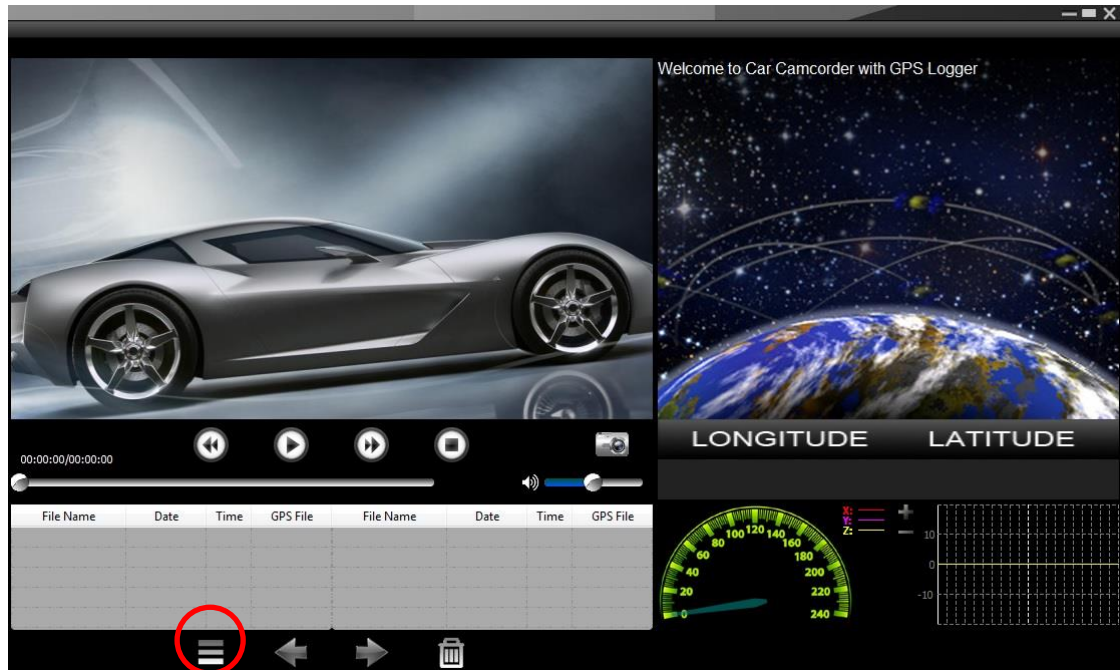 Welcome to Car Camcorder with GPS Logger
00:00:00/00:00:00
LONGITUDE LATITUDE
File Name Date Time GPS File File Name Date Time GPS File
0 20 40 60 80 100 120 140 160 180 200 220 240
X:
Y:
Z:
10
0
-10